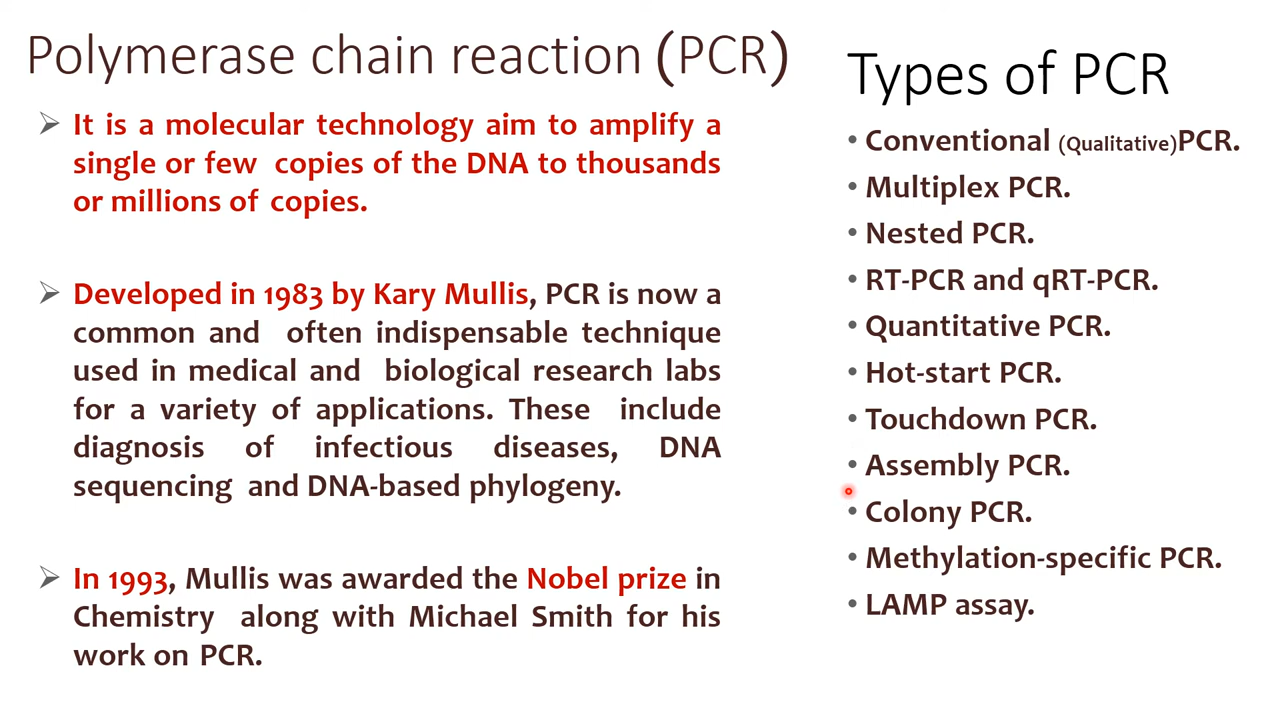 Polymerase chain reaction (PCR)
It is a molecular technology aim to amplify a
single or few copies of the DNA to thousands
or millions of copies.
Developed in 1983 by Kary Mullis, PCR is now a
common and often indispensable technique
used in medical and biological research labs
for a variety of applications. These include
diagnosis of infectious diseases, DNA
sequencing and DNA-based phylogeny.
In 1993, Mullis was awarded the Nobel prize in
Chemistry along with Michael Smith for his
work on PCR.
Types of PCR
• Conventional (Qualitative)PCR.
• Multiplex PCR.
• Nested PCR.
• RT-PCR and qRT-PCR.
• Quantitative PCR.
• Hot-start PCR.
• Touchdown PCR.
• Assembly PCR.
• Colony PCR.
• Methylation-specific PCR.
• LAMP assay.